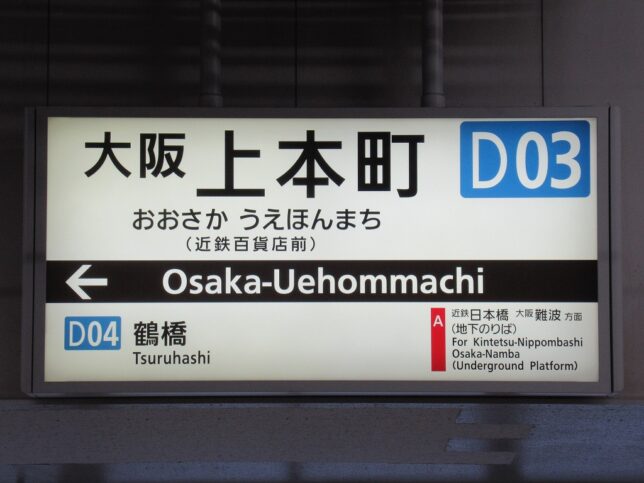 大阪 上本町 D03
おおさか うえほんまち
(近鉄百貨店前)
← Osaka-Uehommachi
D04 鶴橋
Tsuruhashi
A 近鉄日本橋 大阪難波 方面
(地下のりば)
For Kintetsu-Nippombashi
Osaka-Namba
(Underground Platform)